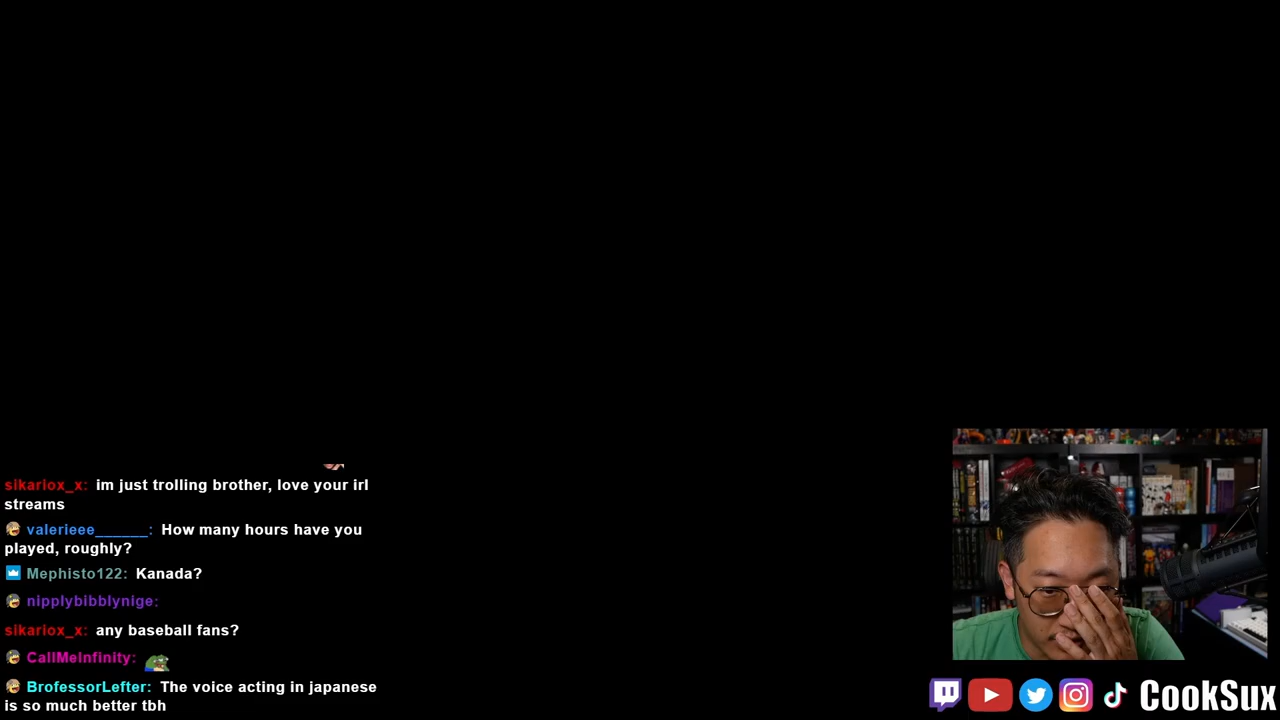 sikariox_x: im just trolling brother, love your irl
streams
valerieee______: How many hours have you
played, roughly?
Mephisto122: Kanada?
nipplybibblynige:
sikariox_x: any baseball fans?
CallMeInfinity:
BrofessorLefter: The voice acting in japanese
is so much better tbh
CookSux